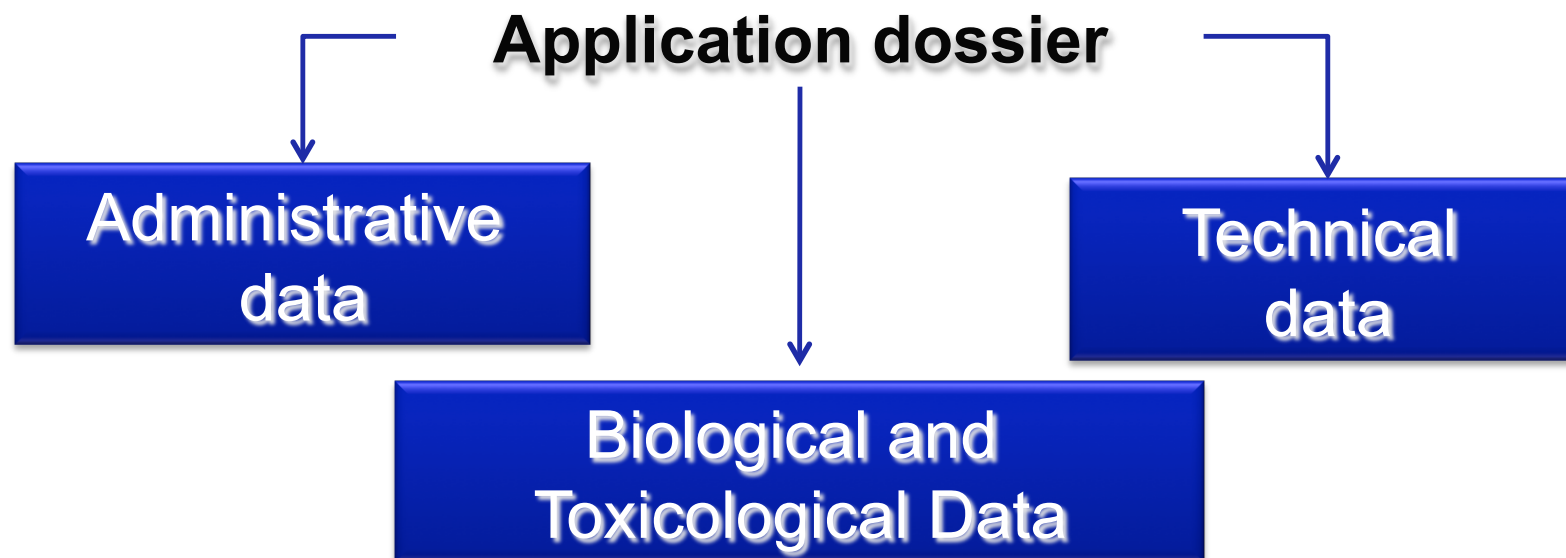 Application dossier
Administrative
data
Technical
data
Biological and
Toxicological Data